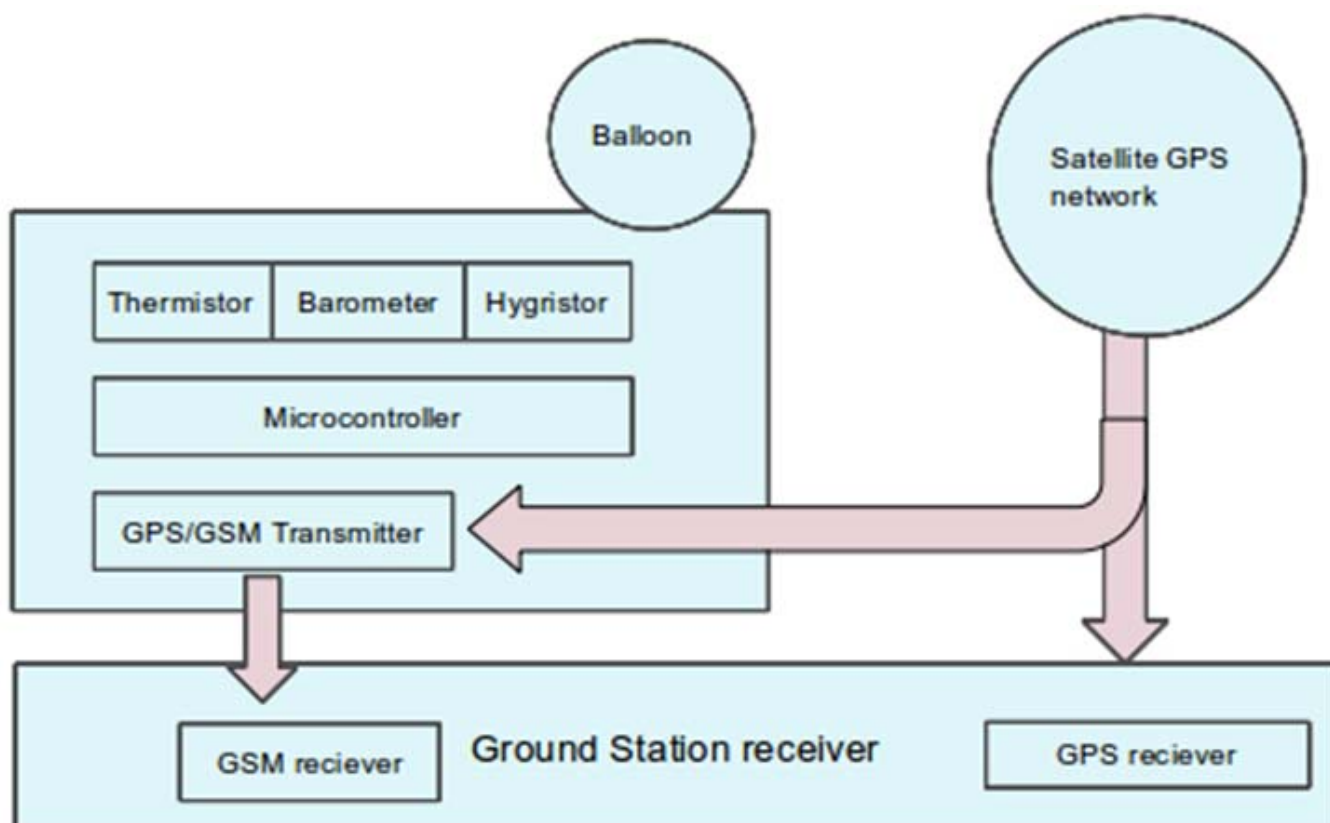 Balloon
Satellite GPS
network
Thermistor Barometer Hygristor
Microcontroller
GPS/GSM Transmitter
GSM reciever
Ground Station receiver
GPS reciever